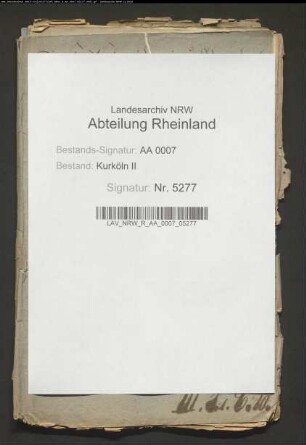 Landesarchiv NRW
Abteilung Rheinland
Bestands-Signatur: AA 0007
Bestand: Kurköln II
Signatur: Nr. 5277
LAV_NRW_R_AA_0007_05277